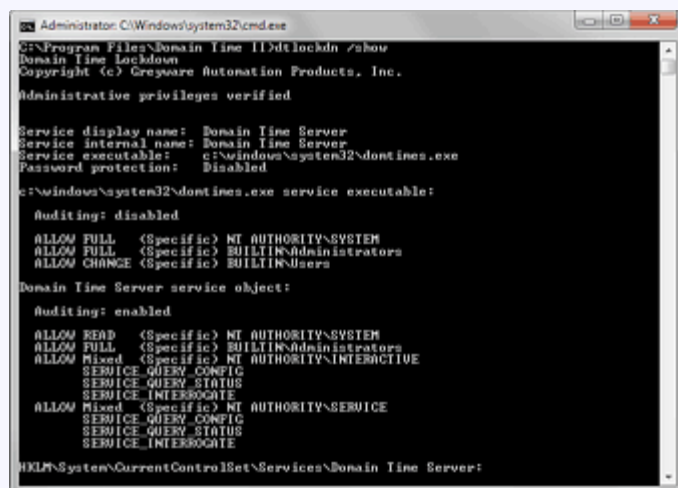 Administrator: C:\Windows\system32\cmd.exe
C:\Program Files\Domain Time II>dtlockdn /show
Domain Time Lockdown
Copyright (c) Greyware Automation Products, Inc.
Administrative privileges verified
Service display name: Domain Time Server
Service internal name: Domain Time Server
Service executable: c:\windows\system32\domtimes.exe
Password protection: Disabled
c:\windows\system32\domtimes.exe service executable:
Auditing: disabled
ALLOW FULL (Specific) NT AUTHORITY\SYSTEM
ALLOW FULL (Specific) BUILTIN\Administrators
ALLOW CHANGE (Specific) BUILTIN\Users
Domain Time Server service object:
Auditing: enabled
ALLOW READ (Specific) NT AUTHORITY\SYSTEM
ALLOW FULL (Specific) BUILTIN\Administrators
ALLOW Mixed (Specific) NT AUTHORITY\INTERACTIVE
SERVICE_QUERY_CONFIG
SERVICE_QUERY_STATUS
SERVICE_INTERROGATE
ALLOW Mixed (Specific) NT AUTHORITY\SERVICE
SERVICE_QUERY_CONFIG
SERVICE_QUERY_STATUS
SERVICE_INTERROGATE
HKLM\System\CurrentControlSet\Services\Domain Time Server: